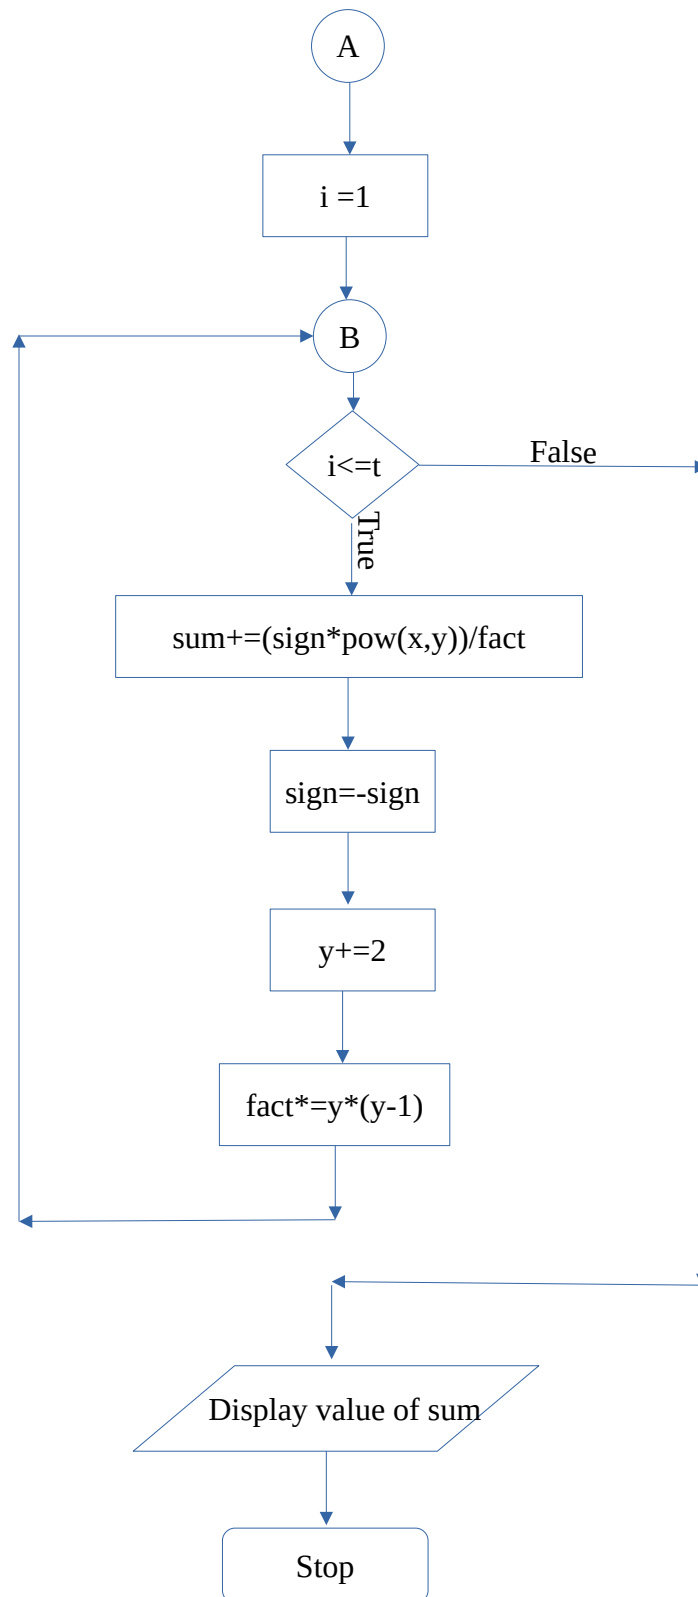 A
i =1
B
i<=t
False
True
sum+=(sign*pow(x,y))/fact
sign=-sign
y+=2
fact*=y*(y-1)
Display value of sum
Stop